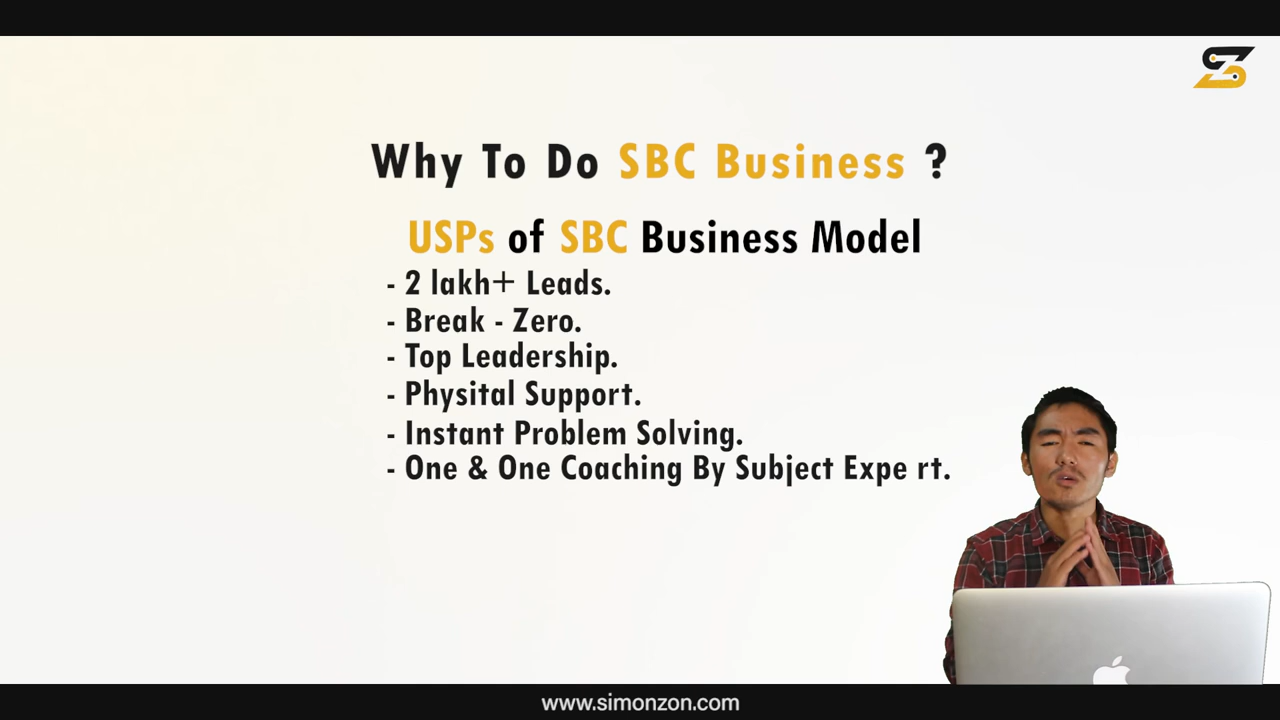 Why To Do SBC Business ?
USPs of SBC Business Model
- 2 lakh+ Leads.
- Break - Zero.
- Top Leadership.
- Physital Support.
- Instant Problem Solving.
- One & One Coaching By Subject Expe rt.
www.simonzon.com